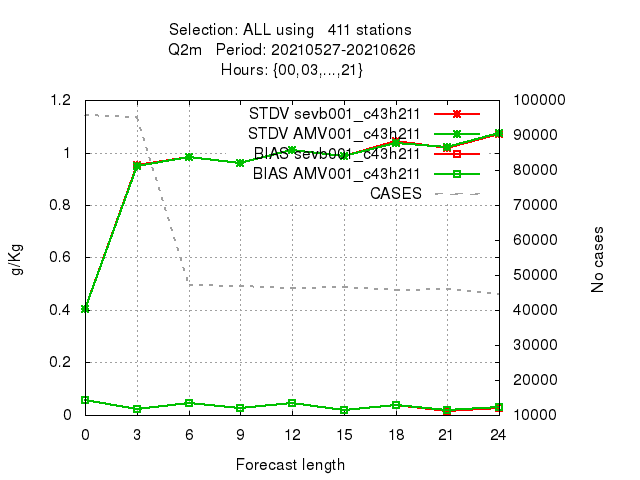 Selection: ALL using   411 stations
Q2m   Period: 20210527-20210626
Hours: {00,03,...,21}
1.2
1
0.8
0.6
0.4
0.2
0
g/Kg
STDV sevb001_c43h211
STDV AMV001_c43h211
BIAS sevb001_c43h211
BIAS AMV001_c43h211
CASES
100000
90000
80000
70000
60000
50000
40000
30000
20000
10000
No cases
0 3 6 9 12 15 18 21 24
Forecast length